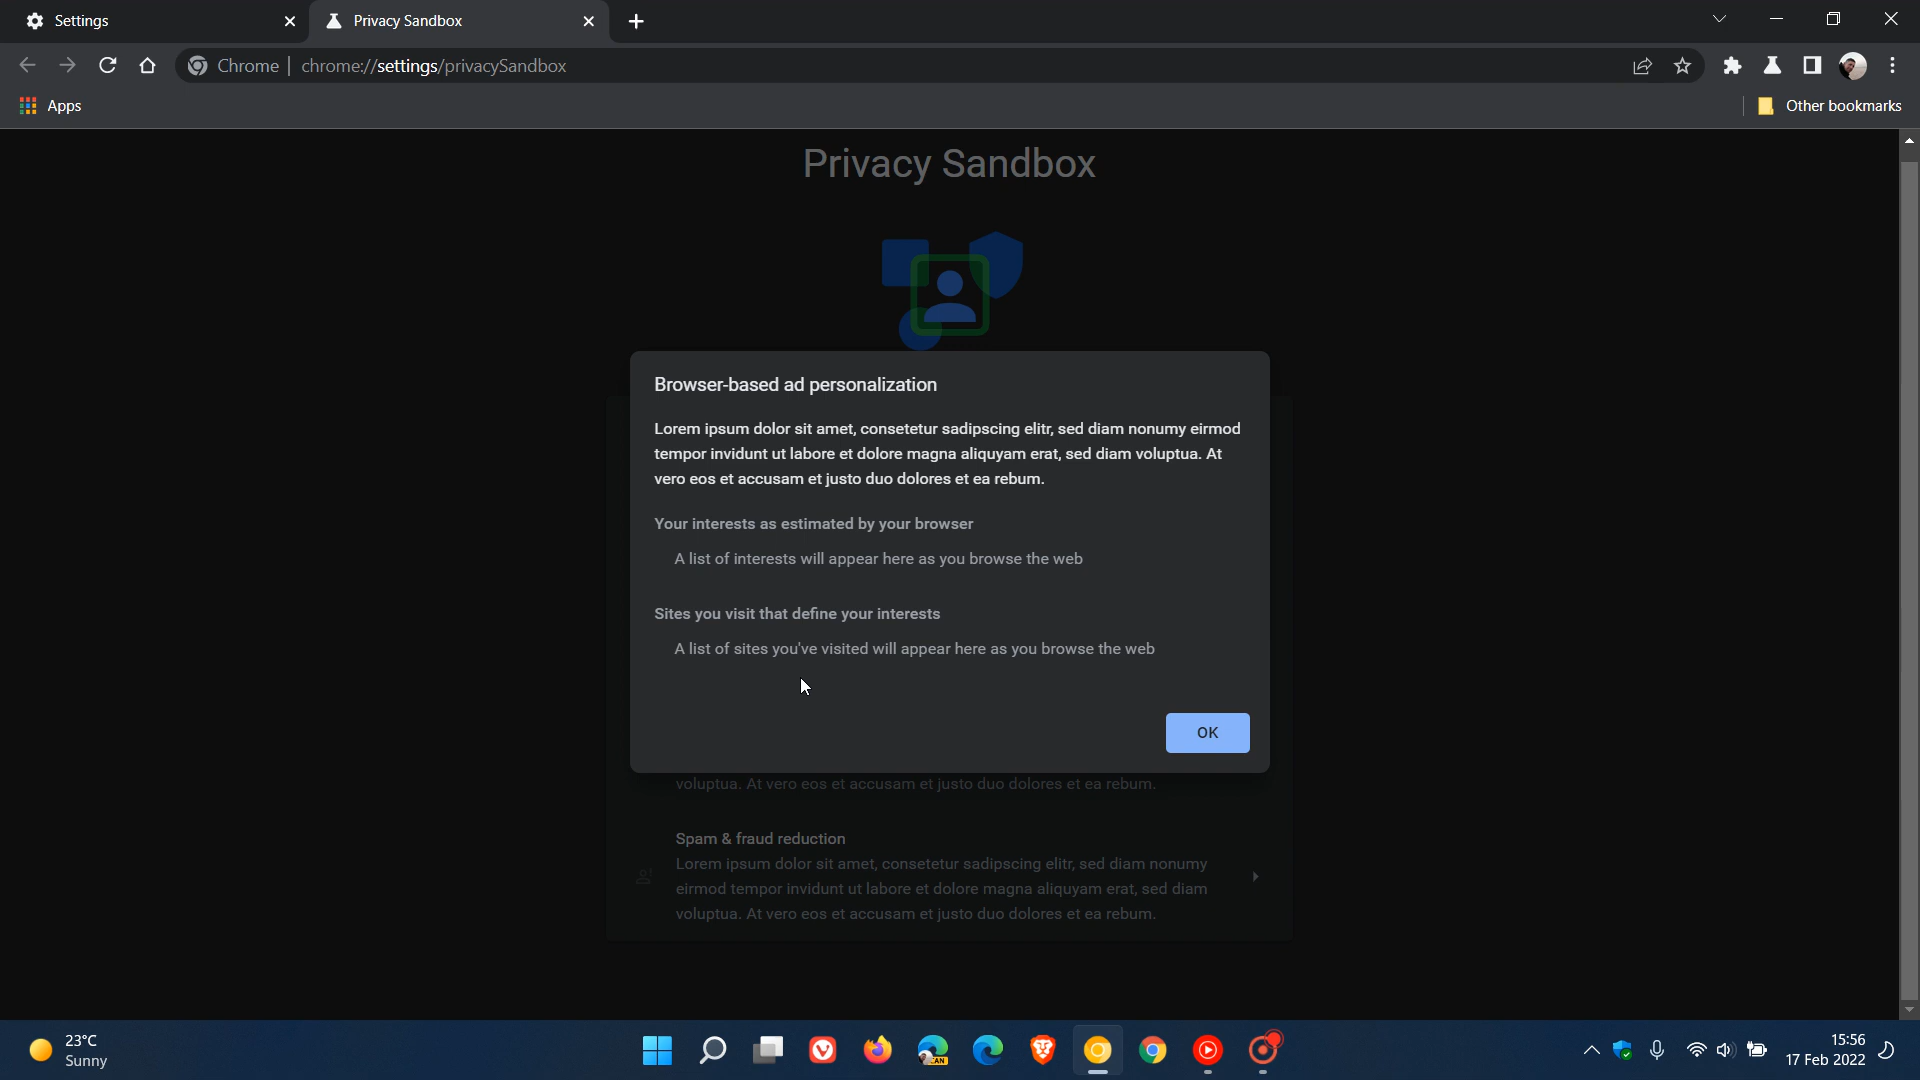 Settings
Privacy Sandbox
Chrome | chrome://settings/privacySandbox
Apps
Other bookmarks
Privacy Sandbox
Browser-based ad personalization
Lorem ipsum dolor sit amet, consetetur sadipscing elitr, sed diam nonumy eirmod
tempor invidunt ut labore et dolore magna aliquyam erat, sed diam voluptua. At
vero eos et accusam et justo duo dolores et ea rebum.
Your interests as estimated by your browser
A list of interests will appear here as you browse the web
Sites you visit that define your interests
A list of sites you've visited will appear here as you browse the web
OK
voluptua. At vero eos et accusam et justo duo dolores et ea rebum.
Spam & fraud reduction
Lorem ipsum dolor sit amet, consetetur sadipscing elitr, sed diam nonumy
eirmod tempor invidunt ut labore et dolore magna aliquyam erat, sed diam
voluptua. At vero eos et accusam et justo duo dolores et ea rebum.
23°C
Sunny
CAN
15:56
17 Feb 2022